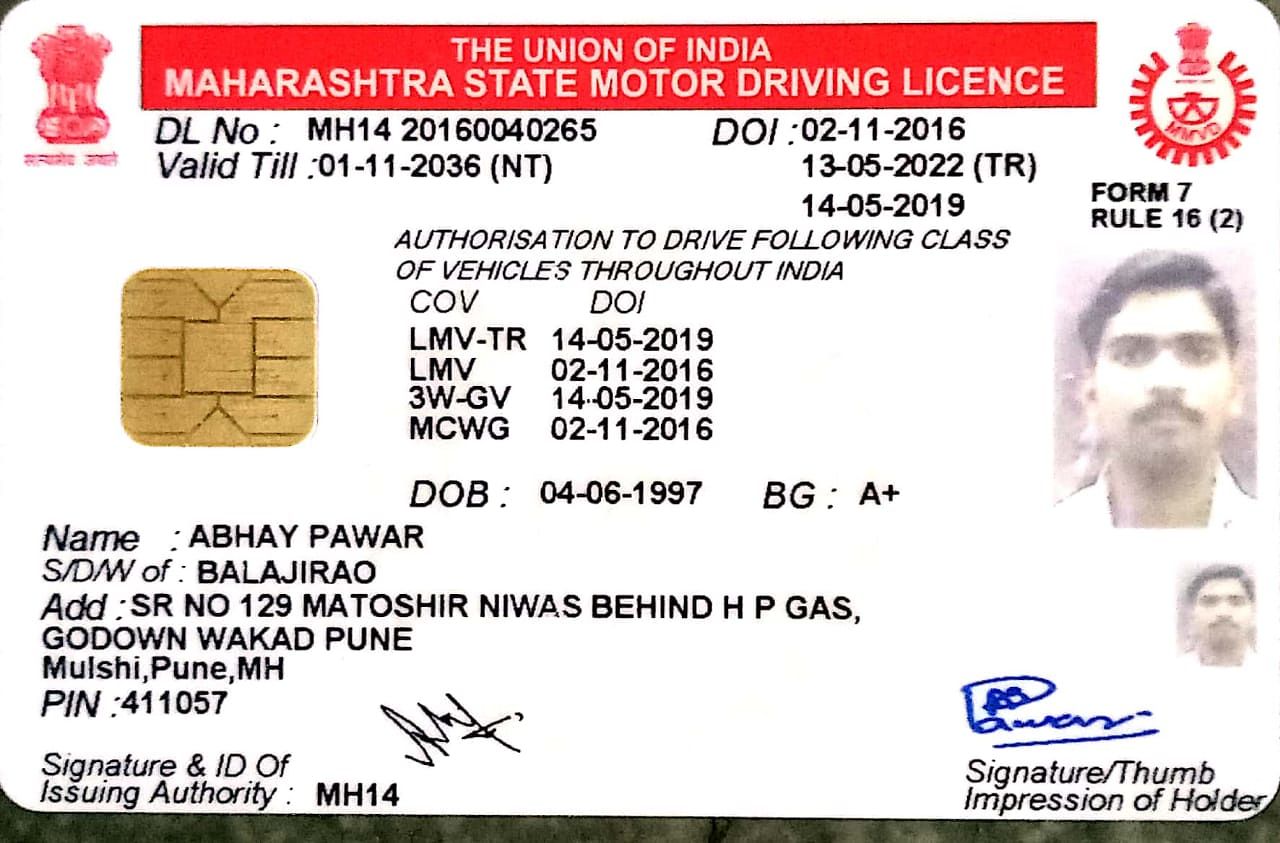 THE UNION OF INDIA
MAHARASHTRA STATE MOTOR DRIVING LICENCE
DL No : MH14 20160040265 DOI :02-11-2016
Valid Till :01-11-2036 (NT) 13-05-2022 (TR)
14-05-2019
MMVD
FORM 7
RULE 16 (2)
AUTHORISATION TO DRIVE FOLLOWING CLASS
OF VEHICLES THROUGHOUT INDIA
COV DOI
LMV-TR 14-05-2019
LMV 02-11-2016
3W-GV 14-05-2019
MCWG 02-11-2016
DOB : 04-06-1997 BG : A+
Name : ABHAY PAWAR
S/D/W of : BALAJIRAO
Add :SR NO 129 MATOSHIR NIWAS BEHIND H P GAS,
GODOWN WAKAD PUNE
Mulshi,Pune,MH
PIN :411057
Signature & ID Of
Issuing Authority : MH14
Signature/Thumb
Impression of Holder